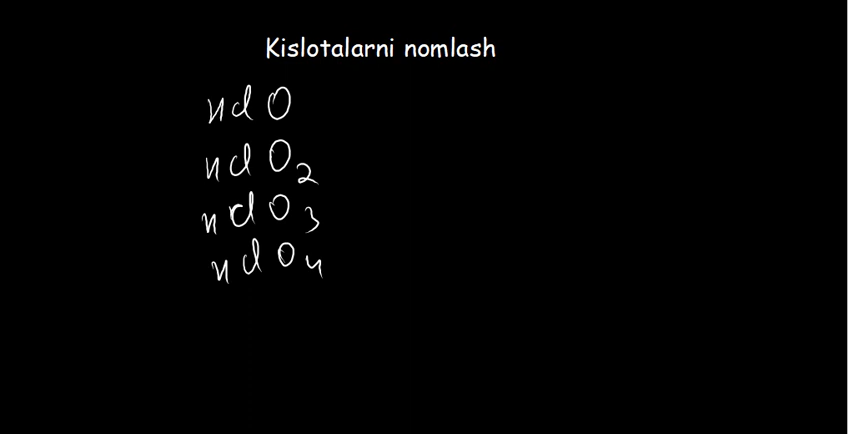 Kislotalarni nomlash
HClO
HClO₂
HClO₃
HClO₄